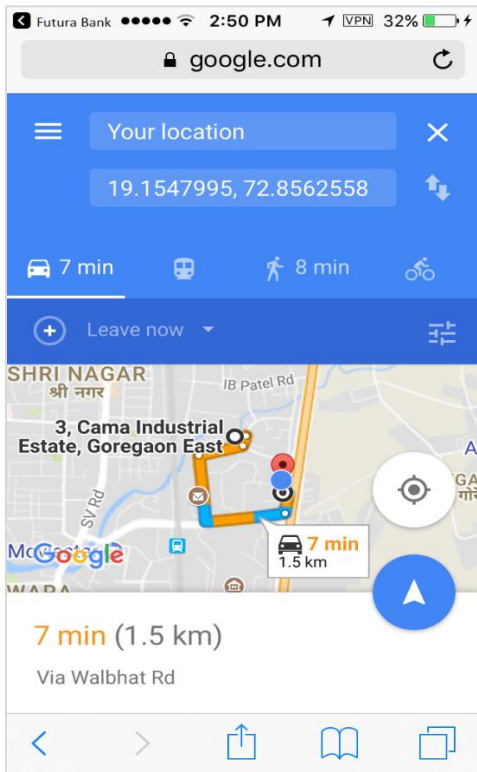 Futura Bank 2:50 PM VPN 32%
google.com
Your location
19.1547995, 72.8562558
7 min 8 min
Leave now
SHRI NAGAR
श्री नगर
IB Patel Rd
3, Cama Industrial
Estate, Goregaon East
SV Rd
Google
7 min
1.5 km
7 min (1.5 km)
Via Walbhat Rd